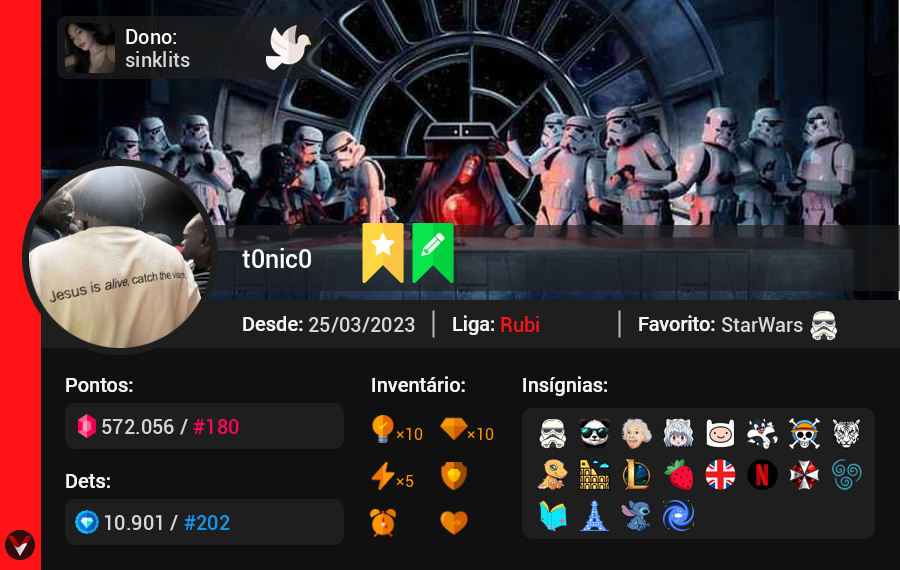 Dono:
sinklits
Jesus is alive, catch the vision.
t0nic0
Desde: 25/03/2023 | Liga: Rubi | Favorito: StarWars
Pontos:
572.056 / #180
Inventário:
×10 ×10
×5
Insígnias:
Dets:
10.901 / #202